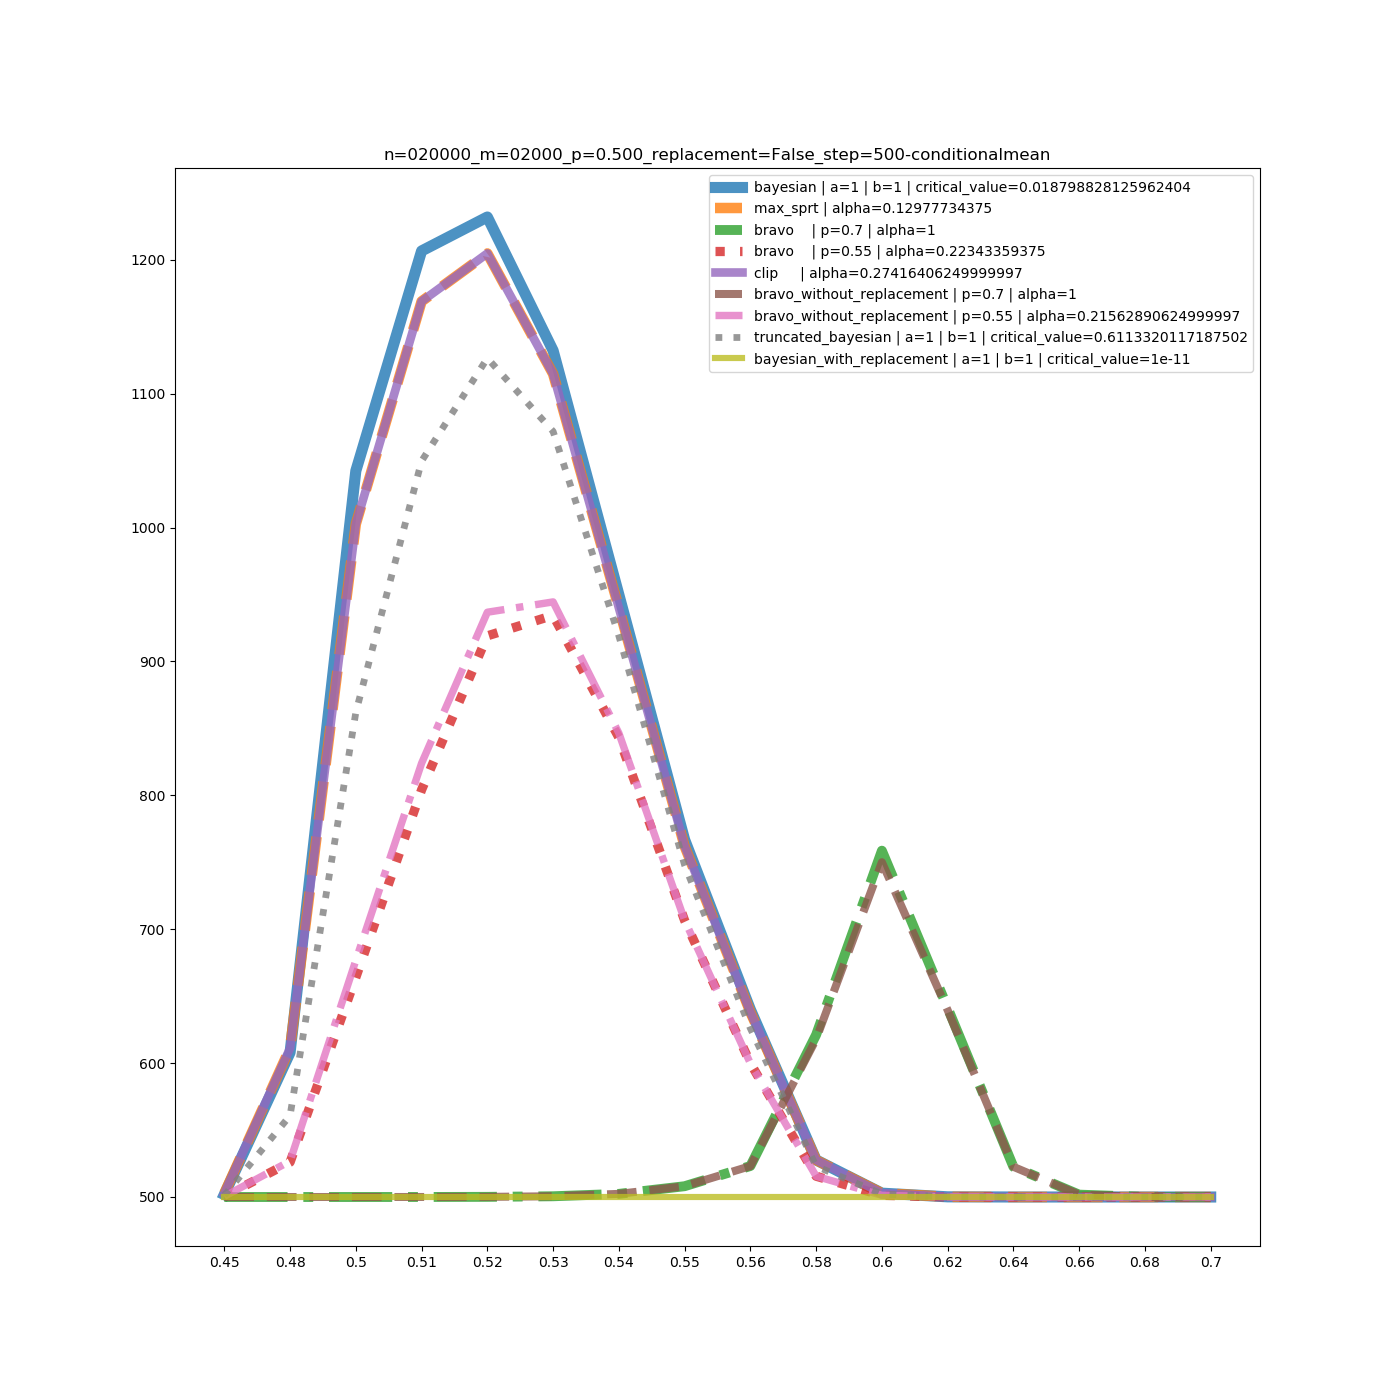 n=020000_m=02000_p=0.500_replacement=False_step=500-conditionalmean
bayesian | a=1 | b=1 | critical_value=0.018798828125962404
max_sprt | alpha=0.12977734375
bravo    | p=0.7 | alpha=1
bravo    | p=0.55 | alpha=0.22343359375
clip     | alpha=0.27416406249999997
bravo_without_replacement | p=0.7 | alpha=1
bravo_without_replacement | p=0.55 | alpha=0.21562890624999997
truncated_bayesian | a=1 | b=1 | critical_value=0.6113320117187502
bayesian_with_replacement | a=1 | b=1 | critical_value=1e-11
1200
1100
1000
900
800
700
600
500
0.45 0.48 0.5 0.51 0.52 0.53 0.54 0.55 0.56 0.58 0.6 0.62 0.64 0.66 0.68 0.7